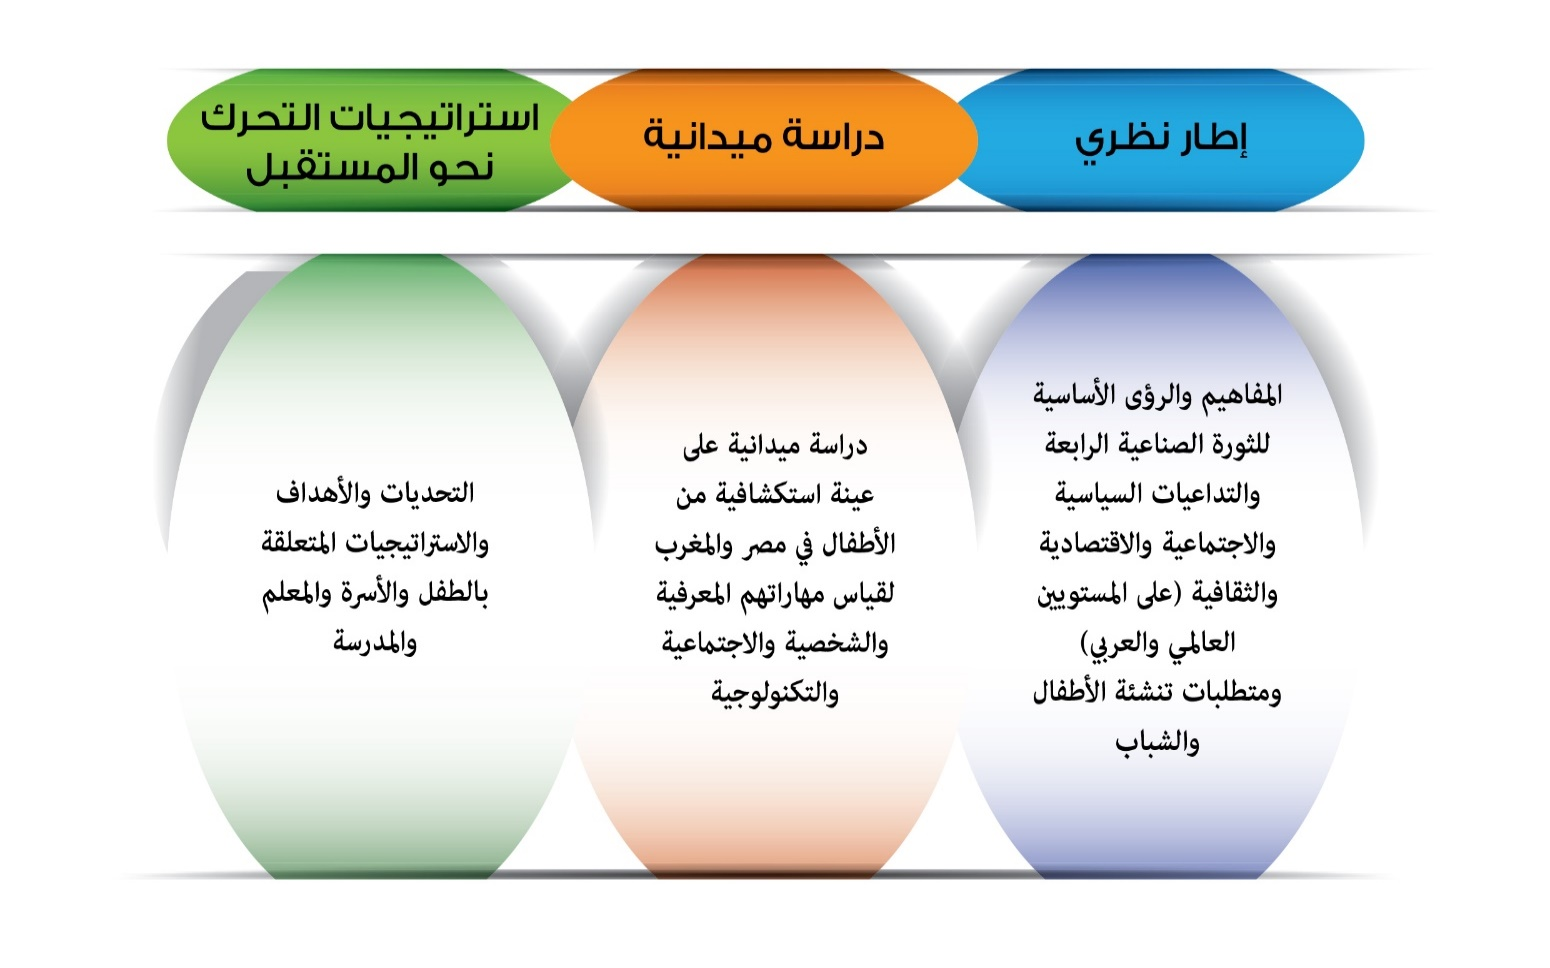 إطار نظري
دراسة ميدانية
استراتيجيات التحرك
نحو المستقبل
المفاهيم والرؤى الأساسية
للثورة الصناعية الرابعة
والتداعيات السياسية
والاجتماعية والاقتصادية
والثقافية (على المستويين
العالمي والعربي)
ومتطلبات تنشئة الأطفال
والشباب
دراسة ميدانية على
عينة استكشافية من
الأطفال في مصر والمغرب
لقياس مهاراتهم المعرفية
والشخصية والاجتماعية
والتكنولوجية
التحديات والأهداف
والاستراتيجيات المتعلقة
بالطفل والأسرة والمعلم
والمدرسة